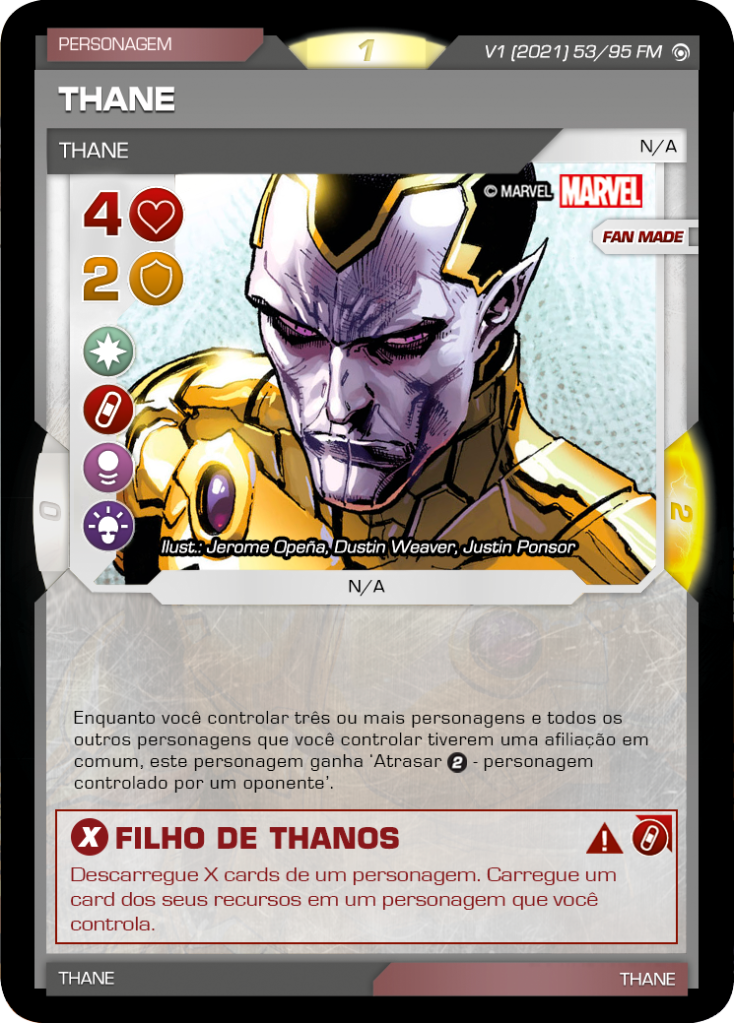 PERSONAGEM
1
V1 (2021) 53/95 FM
THANE
THANE
N/A
© MARVEL MARVEL
4
FAN MADE
2
0
2
Ilust.: Jerome Opeña, Dustin Weaver, Justin Ponsor
N/A
Enquanto você controlar três ou mais personagens e todos os
outros personagens que você controlar tiverem uma afiliação em
comum, este personagem ganha 'Atrasar 2 - personagem
controlado por um oponente'.
X FILHO DE THANOS
Descarregue X cards de um personagem. Carregue um
card dos seus recursos em um personagem que você
controla.
THANE
THANE